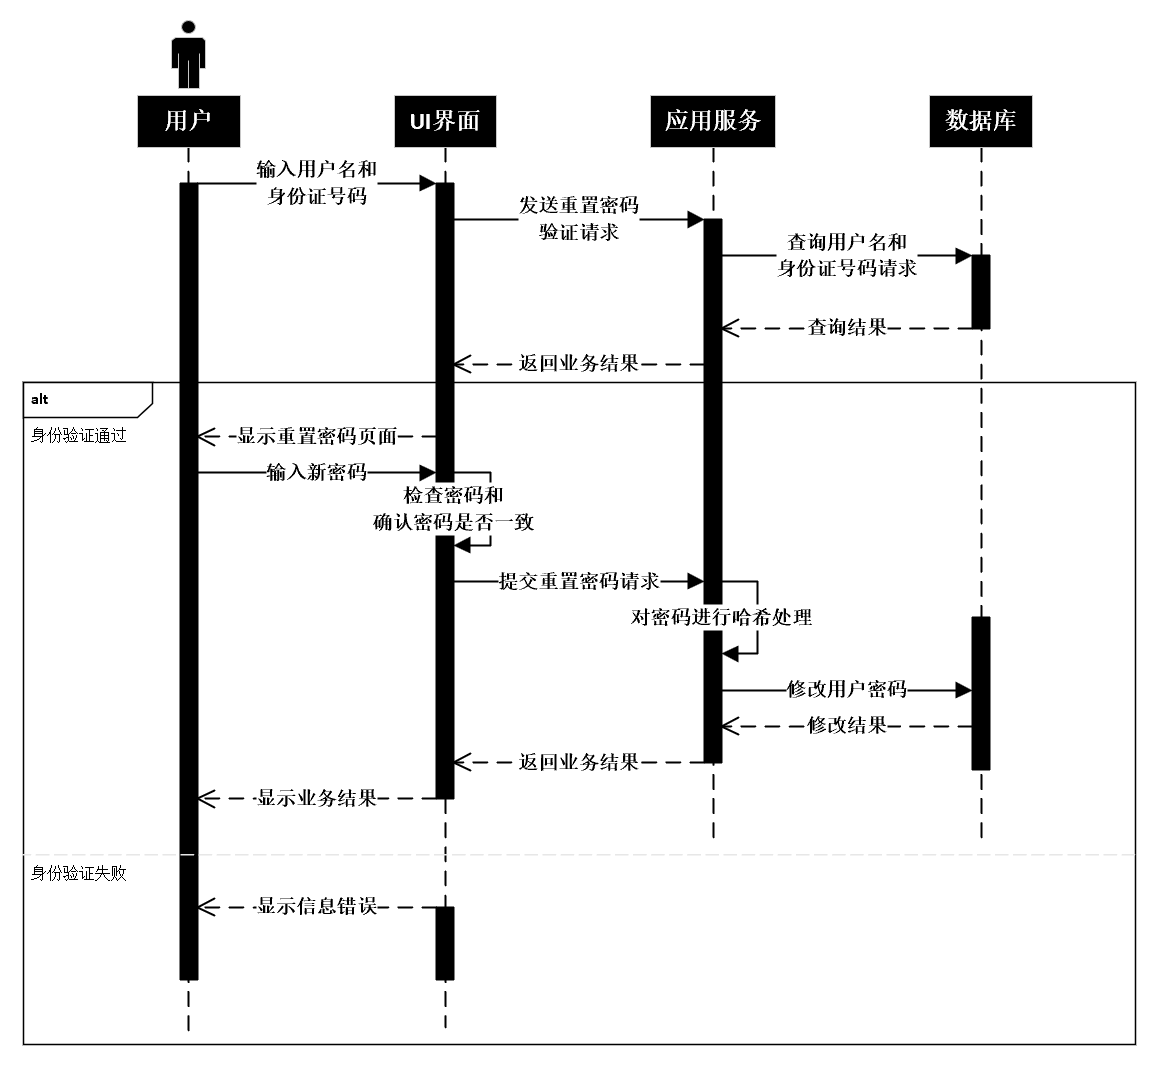 用户
UI界面
应用服务
数据库
输入用户名和
身份证号码
发送重置密码
验证请求
查询用户名和
身份证号码请求
查询结果
返回业务结果
alt
身份验证通过
显示重置密码页面
输入新密码
检查密码和
确认密码是否一致
提交重置密码请求
对密码进行哈希处理
修改用户密码
修改结果
返回业务结果
显示业务结果
身份验证失败
显示信息错误